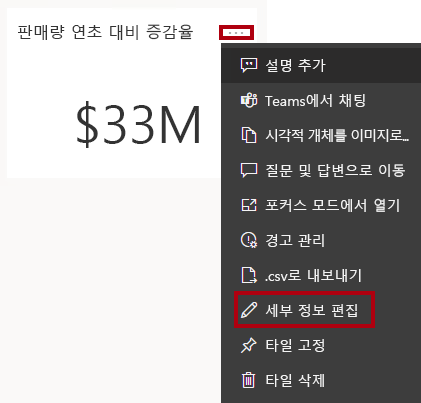 판매량 연초 대비 증감율
$33M
설명 추가
Teams에서 채팅
시각적 개체를 이미지로...
질문 및 답변으로 이동
포커스 모드에서 열기
경고 관리
.csv로 내보내기
세부 정보 편집
타일 고정
타일 삭제